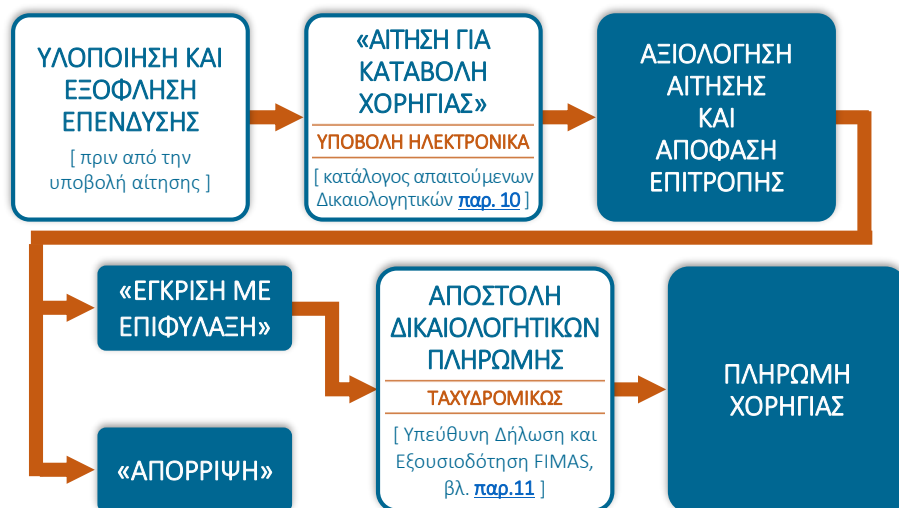 ΥΛΟΠΟΙΗΣΗ ΚΑΙ
ΕΞΟΦΛΗΣΗ
ΕΠΕΝΔΥΣΗΣ
[ πριν από την
υποβολή αίτησης ]
«ΑΙΤΗΣΗ ΓΙΑ
ΚΑΤΑΒΟΛΗ
ΧΟΡΗΓΙΑΣ»
ΥΠΟΒΟΛΗ ΗΛΕΚΤΡΟΝΙΚΑ
[ κατάλογος απαιτούμενων
Δικαιολογητικών παρ. 10 ]
ΑΞΙΟΛΟΓΗΣΗ
ΑΙΤΗΣΗΣ
ΚΑΙ
ΑΠΟΦΑΣΗ
ΕΠΙΤΡΟΠΗΣ
«ΕΓΚΡΙΣΗ ΜΕ
ΕΠΙΦΥΛΑΞΗ»
«ΑΠΟΡΡΙΨΗ»
ΑΠΟΣΤΟΛΗ
ΔΙΚΑΙΟΛΟΓΗΤΙΚΩΝ
ΠΛΗΡΩΜΗΣ
ΤΑΧΥΔΡΟΜΙΚΩΣ
[ Υπεύθυνη Δήλωση και
Εξουσιοδότηση FIMAS,
βλ. παρ.11 ]
ΠΛΗΡΩΜΗ
ΧΟΡΗΓΙΑΣ